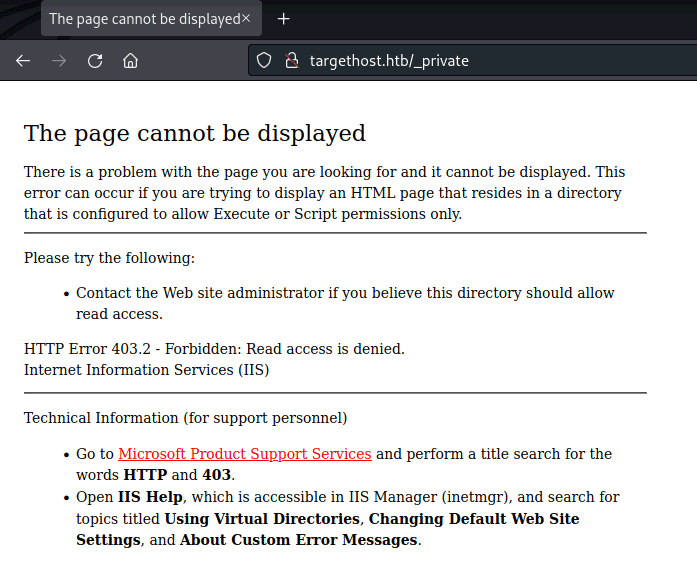 The page cannot be displayed
targethost.htb/_private
The page cannot be displayed
There is a problem with the page you are looking for and it cannot be displayed. This
error can occur if you are trying to display an HTML page that resides in a directory
that is configured to allow Execute or Script permissions only.
Please try the following:
• Contact the Web site administrator if you believe this directory should allow
read access.
HTTP Error 403.2 - Forbidden: Read access is denied.
Internet Information Services (IIS)
Technical Information (for support personnel)
• Go to Microsoft Product Support Services and perform a title search for the
words HTTP and 403.
• Open IIS Help, which is accessible in IIS Manager (inetmgr), and search for
topics titled Using Virtual Directories, Changing Default Web Site
Settings, and About Custom Error Messages.